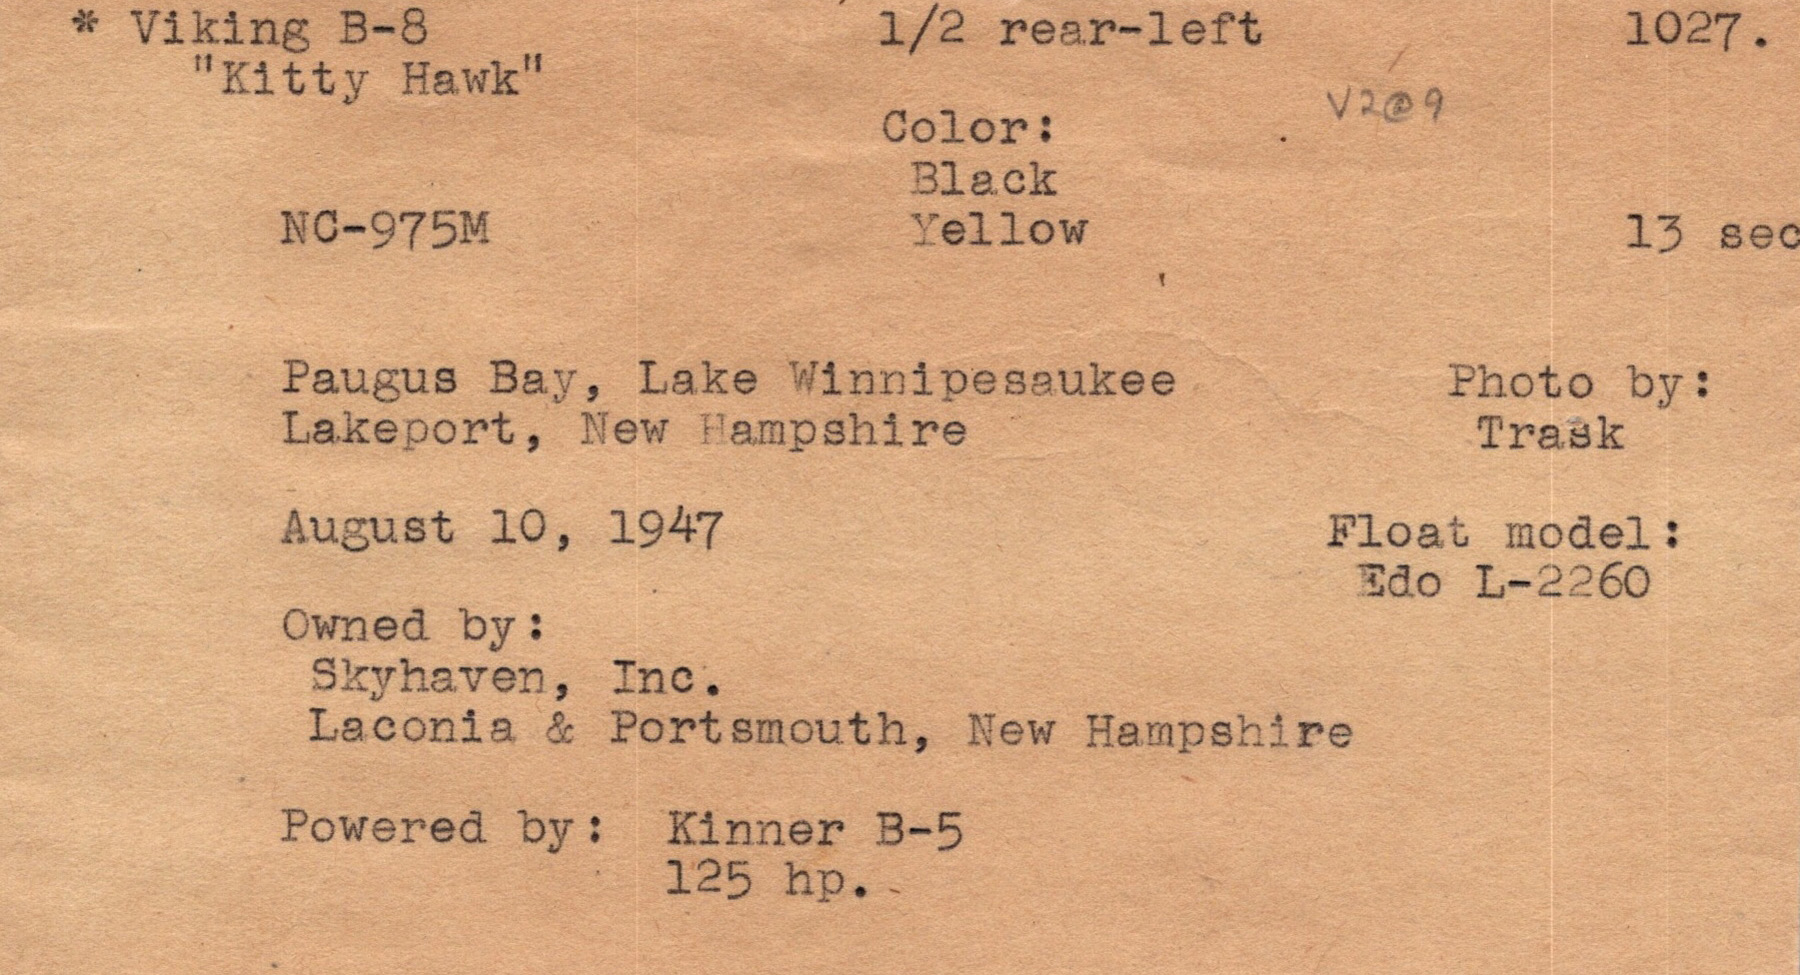 * Viking B-8 1/2 rear-left 1027.
"Kitty Hawk"
V2@9
Color:
Black
NC-975M Yellow 13 sec
Paugus Bay, Lake Winnipesaukee Photo by:
Lakeport, New Hampshire Trask
August 10, 1947 Float model:
Edo L-2260
Owned by:
Skyhaven, Inc.
Laconia & Portsmouth, New Hampshire
Powered by: Kinner B-5
125 hp.